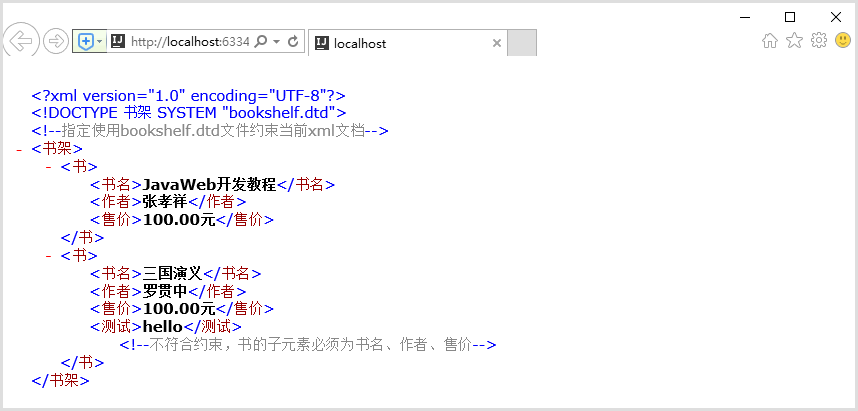 http://localhost:6334
localhost
<?xml version="1.0" encoding="UTF-8"?>
<!DOCTYPE 书架 SYSTEM "bookshelf.dtd">
<!--指定使用bookshelf.dtd文件约束当前xml文档-->
- <书架>
- <书>
<书名>JavaWeb开发教程</书名>
<作者>张孝祥</作者>
<售价>100.00元</售价>
</书>
- <书>
<书名>三国演义</书名>
<作者>罗贯中</作者>
<售价>100.00元</售价>
<测试>hello</测试>
<!--不符合约束，书的子元素必须为书名、作者、售价-->
</书>
</书架>